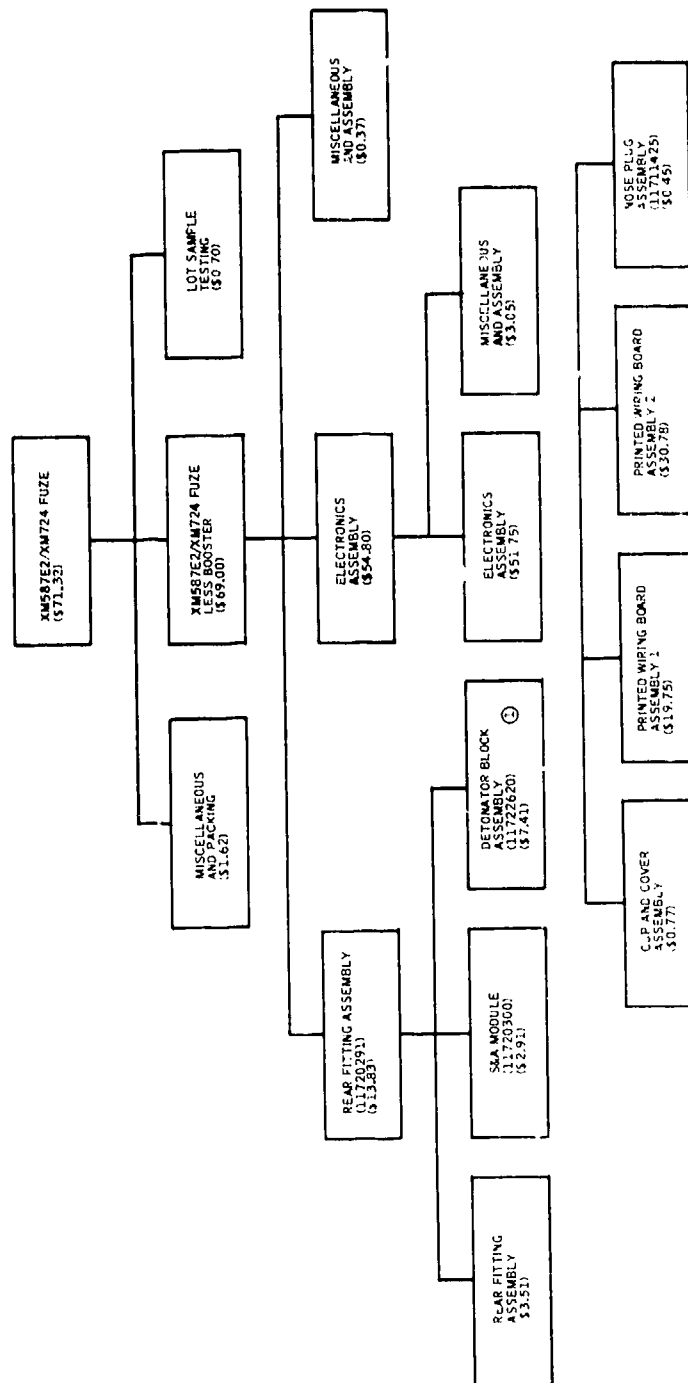 XM587E2/XM724 FUZE
($71.32)
MISCELLANEOUS
AND PACKING
($1.62)
XM587E2/XM724 FUZE
LESS BOOSTER
($69.00)
LOT SAMPLE
TESTING
($0 70)
REAR FITTING ASSEMBLY
(11720291)
($13.83)
ELECTRONICS
ASSEMBLY
($54.80)
MISCELLANEOUS
AND ASSEMBLY
($0.37)
REAR FITTING
ASSEMBLY
$3.51)
S&A MODULE
(11720300)
($2.91)
DETONATOR BLOCK
ASSEMBLY
(11722620)
($7.41)
①
ELECTRONICS
ASSEMBLY
($51 75)
MISCELLANEOUS
AND ASSEMBLY
($3.05)
CUP AND COVER
ASSEMBLY
($0.77)
PRINTED WIRING BOARD
ASSEMBLY 1
($19.75)
PRINTED WIRING BOARD
ASSEMBLY 2
($30.78)
NOSE PLUG
ASSEMBLY
(11711425)
($0.45)